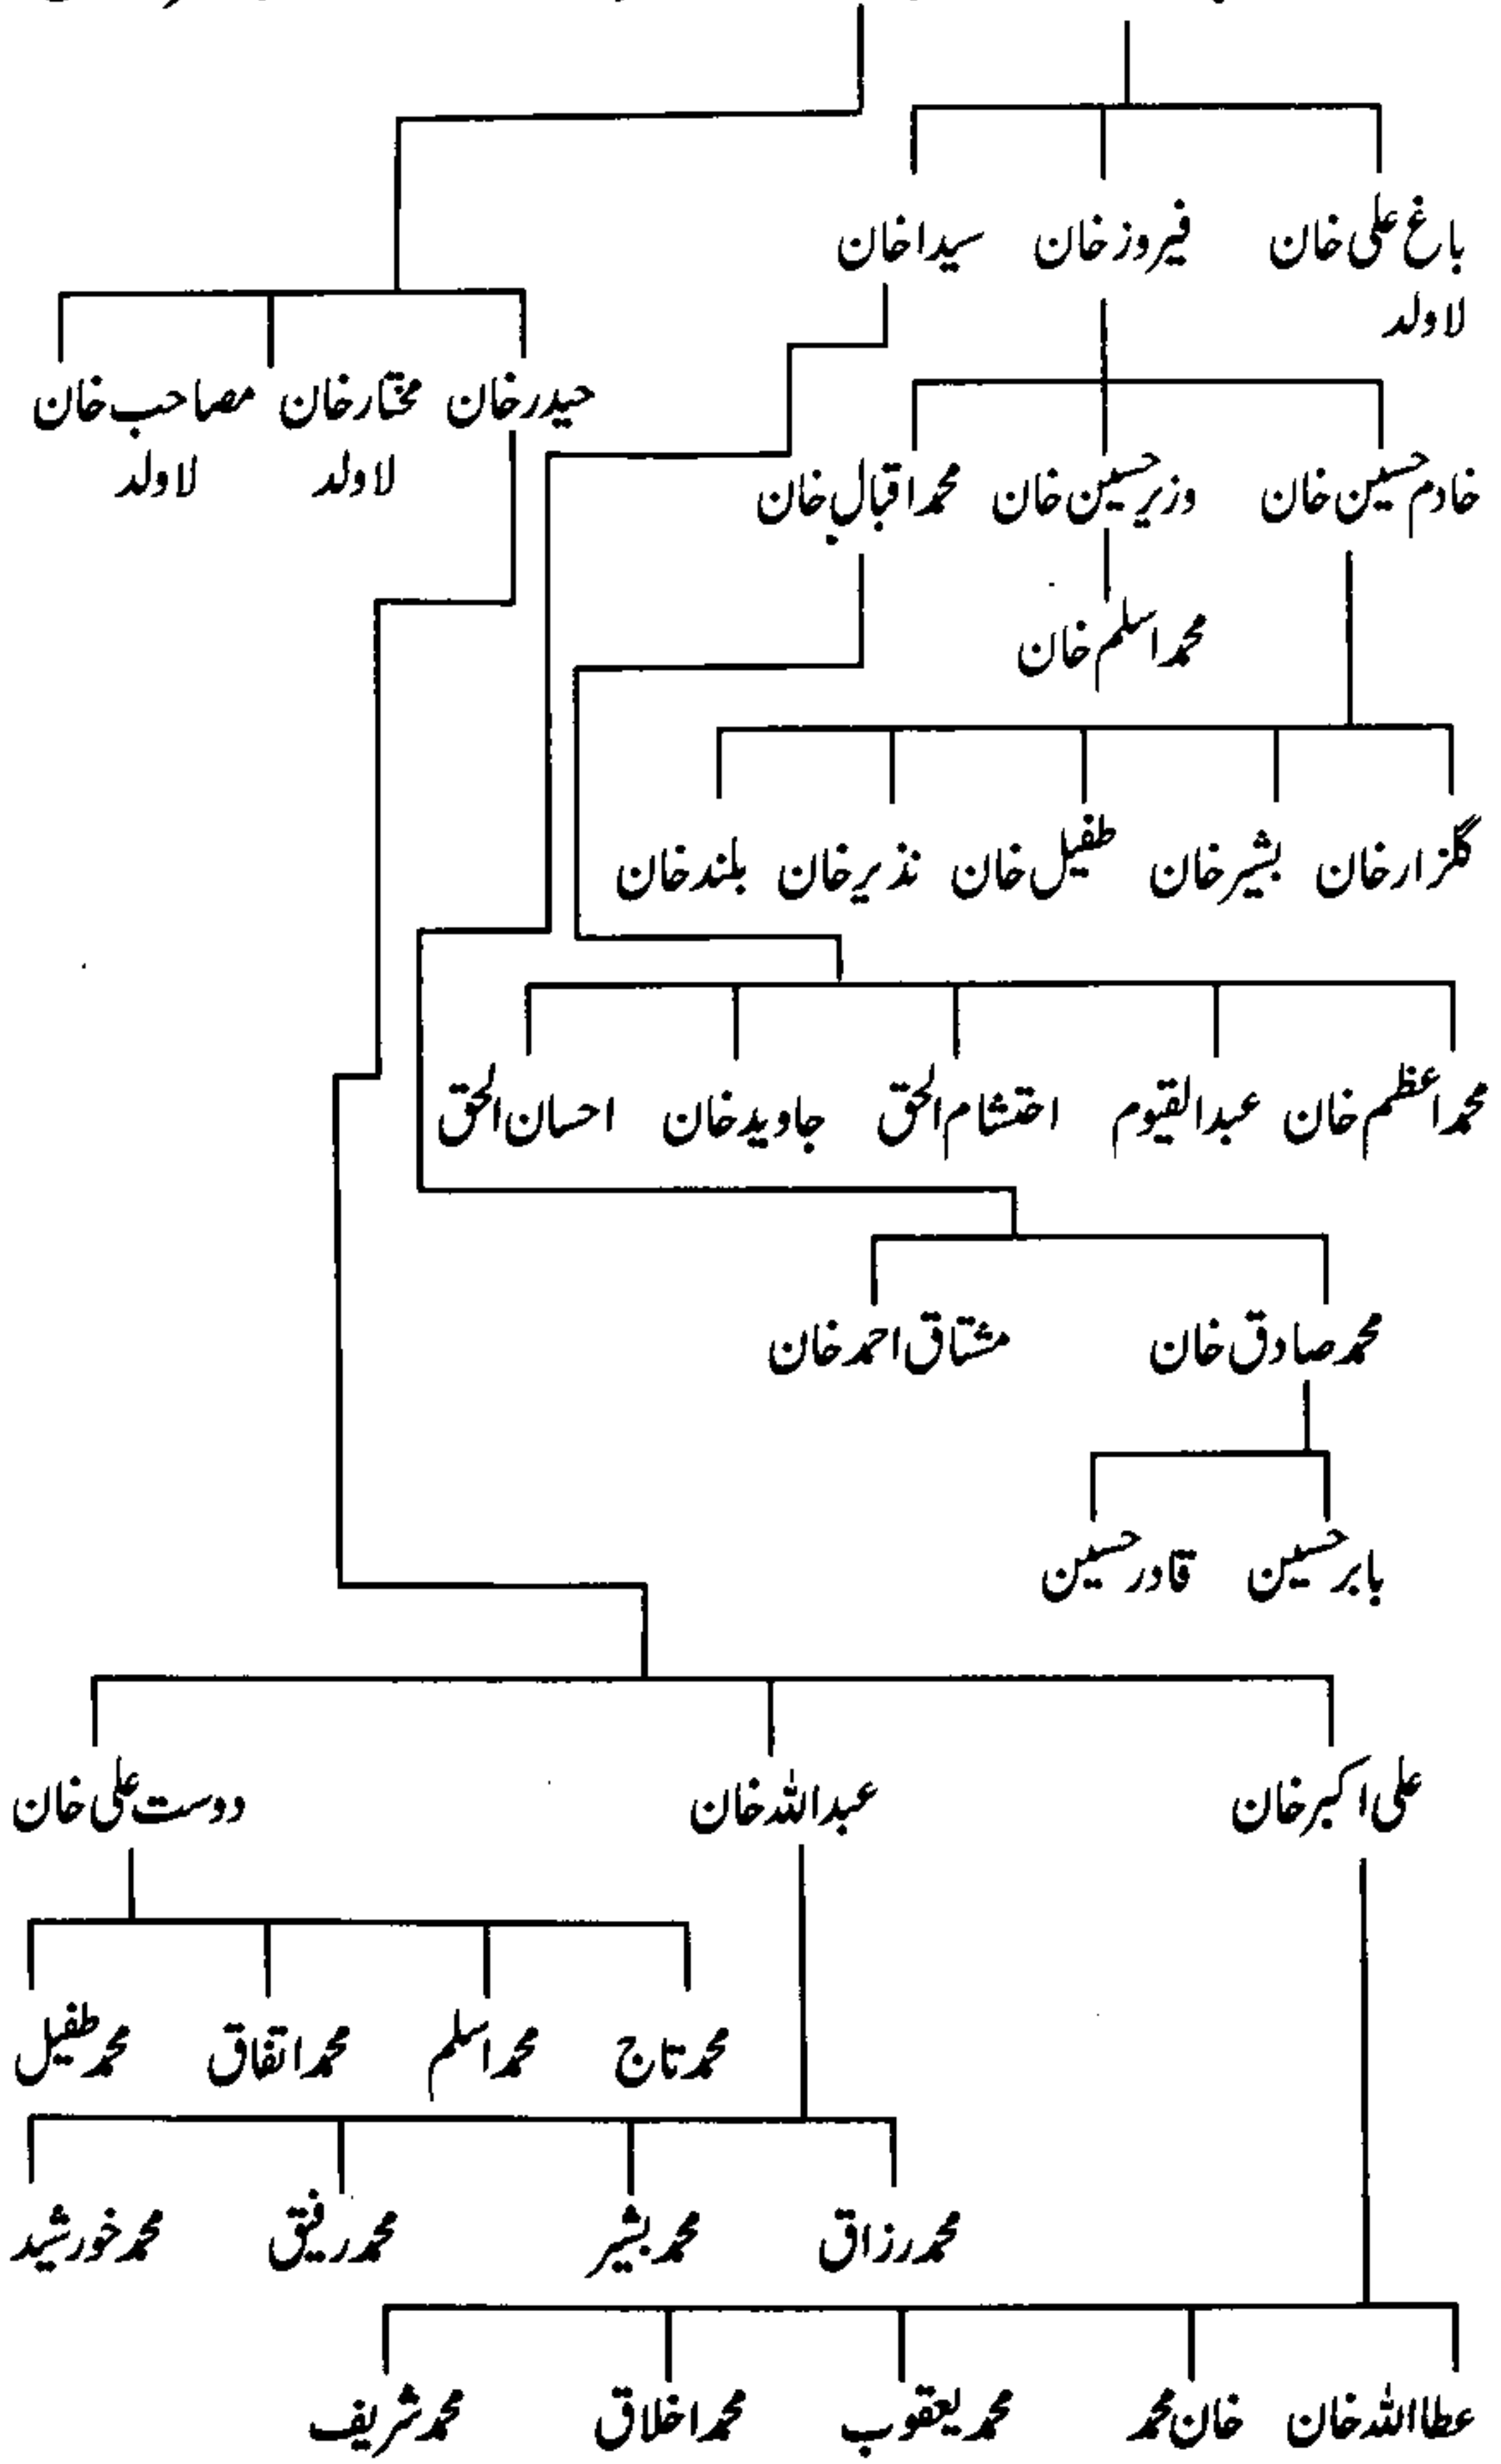 باغ علی خان فیروز خان سیدا خان
لاولد
حیدر خان مختار خان مصاحب خان
لاولد لاولد
خادم حسین خان وزیر حسین خان محمد اقبال خان
محمد اسلم خان
گلزار خان بشیر خان طفیل خان نذیر خان بلند خان
محمد اعظم خان عبدالقیوم احتشام الحق جاوید خان احسان الحق
محمد صادق خان مشتاق احمد خان
بابر حسین قادر حسین
علی اکبر خان عبداللہ خان دوست علی خان
محمد تاج محمد اسلم محمد اتفاق محمد طفیل
محمد رزاق محمد بشیر محمد رفیق محمد خورشید
عطااللہ خان خان محمد محمد یعقوب محمد اخلاق محمد شریف